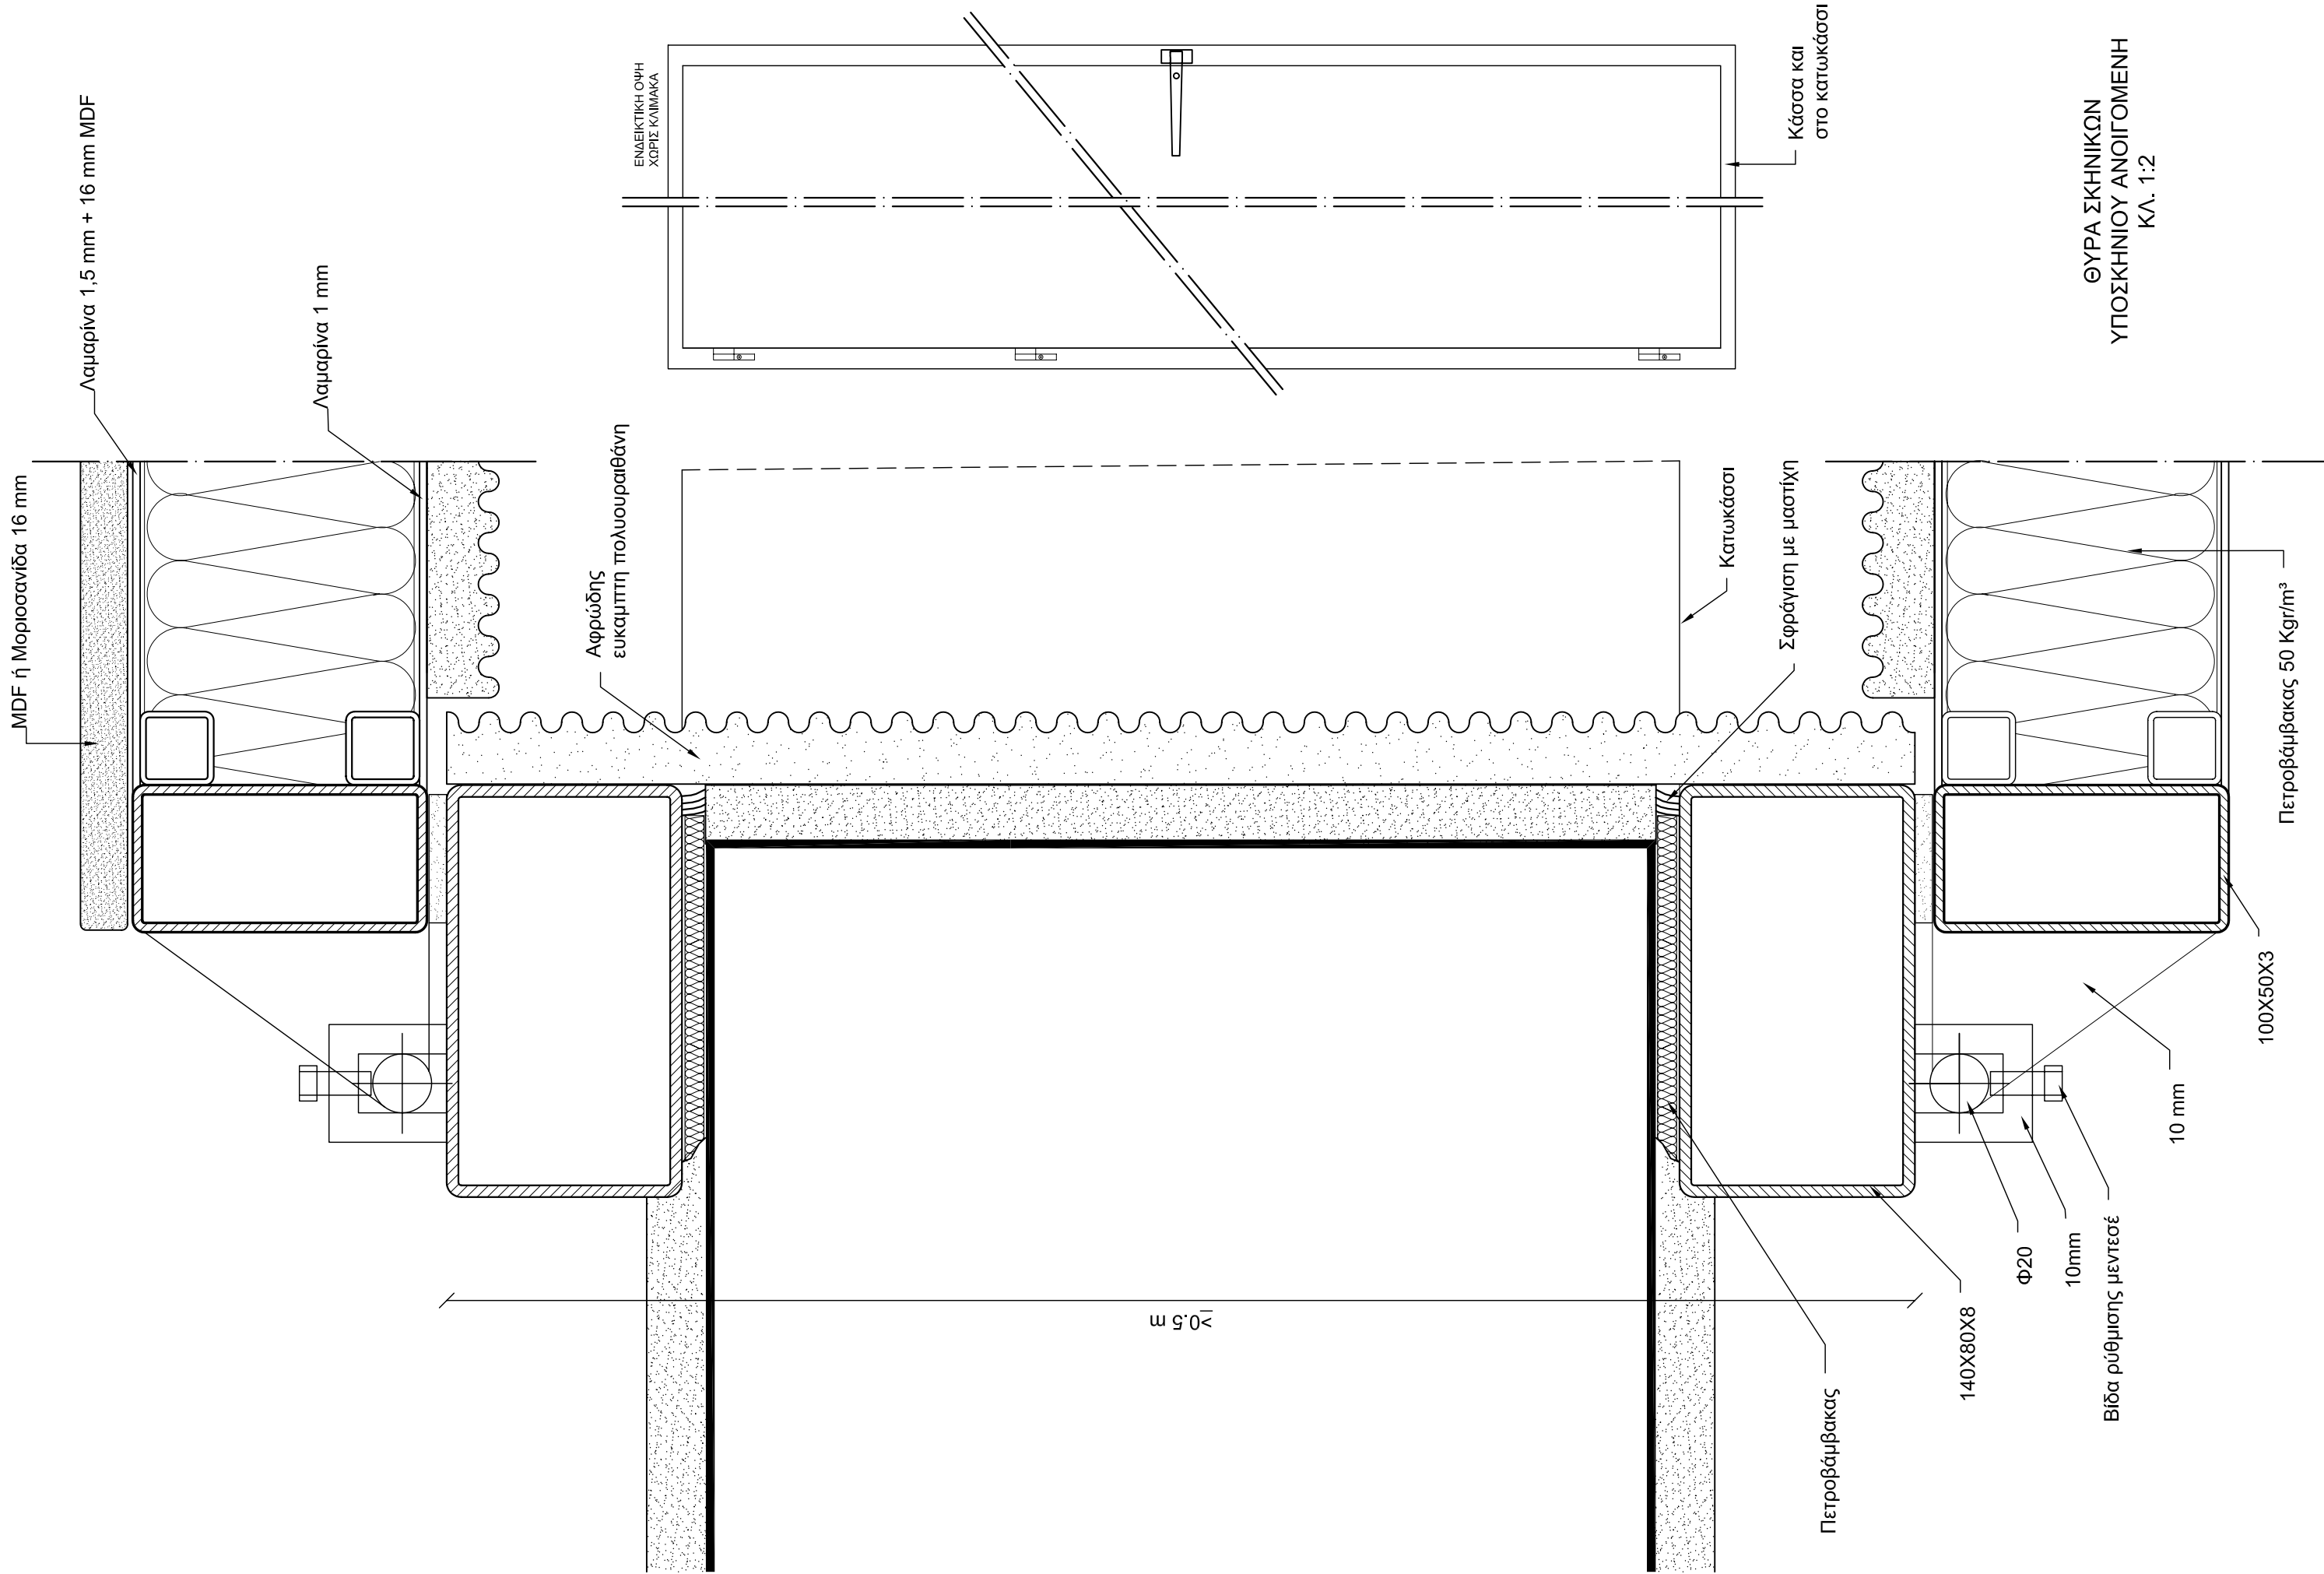 MDF ή Μοριοσανίδα 16 mm
Λαμαρίνα 1,5 mm + 16 mm MDF
Λαμαρίνα 1 mm
Αφρώδης
ευκαμπτη πολυουραιθάνη
ΕΝΔΕΙΚΤΙΚΗ ΟΨΗ
ΧΩΡΙΣ ΚΛΙΜΑΚΑ
Κάσσα και
στο κατωκάσσι
Κατωκάσσι
Σφράγιση με μαστίχη
ΘΥΡΑ ΣΚΗΝΙΚΩΝ
ΥΠΟΣΚΗΝΙΟΥ ΑΝΟΙΓΟΜΕΝΗ
ΚΛ. 1:2
Πετροβάμβακας 50 Kgr/m³
100X50X3
10 mm
Βίδα ρύθμισης μεντεσέ
10mm
Φ20
140X80X8
Πετροβάμβακας
≥0.5 m